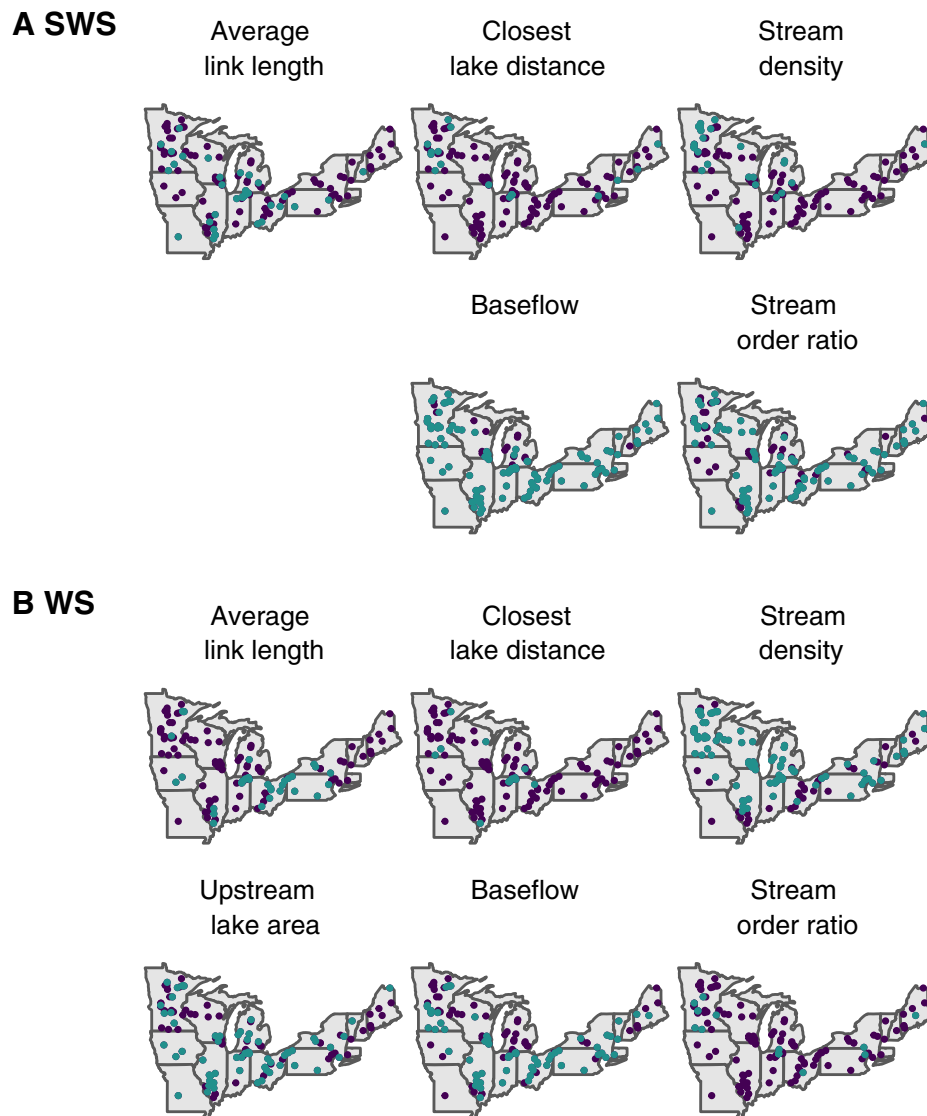 A SWS
Average
link length
Closest
lake distance
Stream
density
Baseflow
Stream
order ratio
B WS
Average
link length
Closest
lake distance
Stream
density
Upstream
lake area
Baseflow
Stream
order ratio